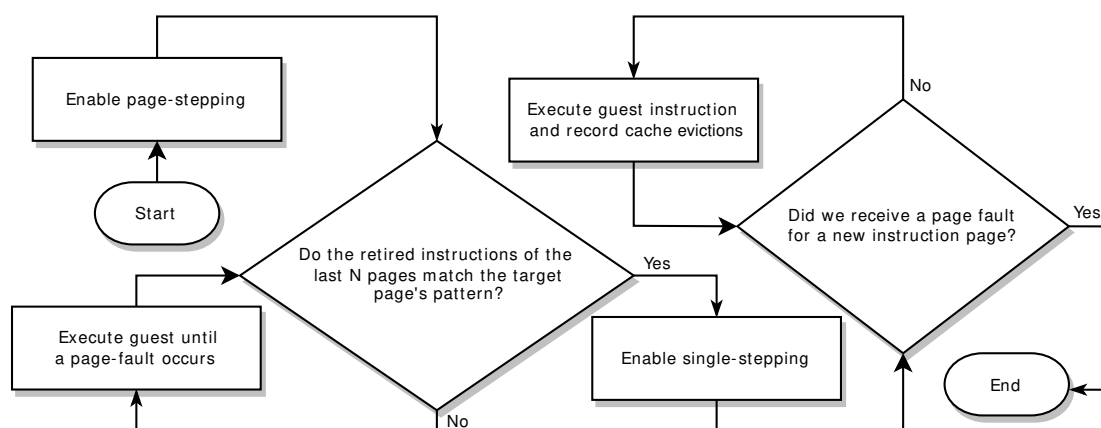 Enable page-stepping
Start
Do the retired instructions of the
last N pages match the target
page's pattern?
Yes
No
Execute guest until
a page-fault occurs
Enable single-stepping
Execute guest instruction
and record cache evictions
No
Did we receive a page fault
for a new instruction page?
Yes
End